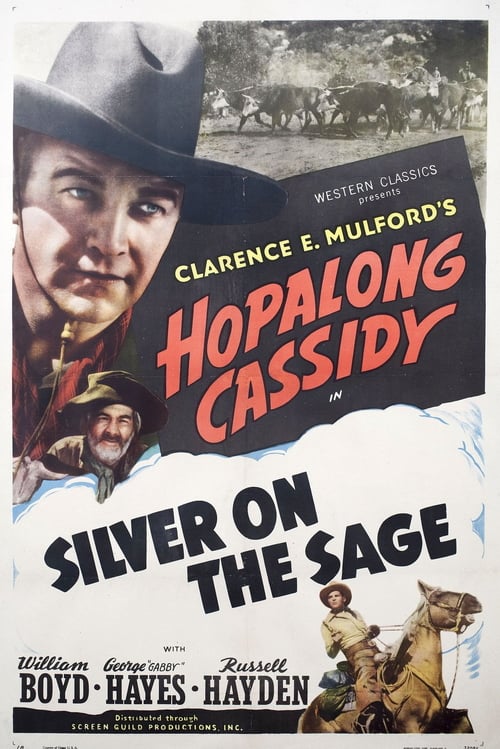 WESTERN CLASSICS
presents
CLARENCE E. MULFORD'S
HOPALONG
CASSIDY
IN
SILVER ON
THE SAGE
WITH
William George "GABBY" Russell
BOYD • HAYES • HAYDEN
Distributed through
SCREEN GUILD PRODUCTIONS, INC.